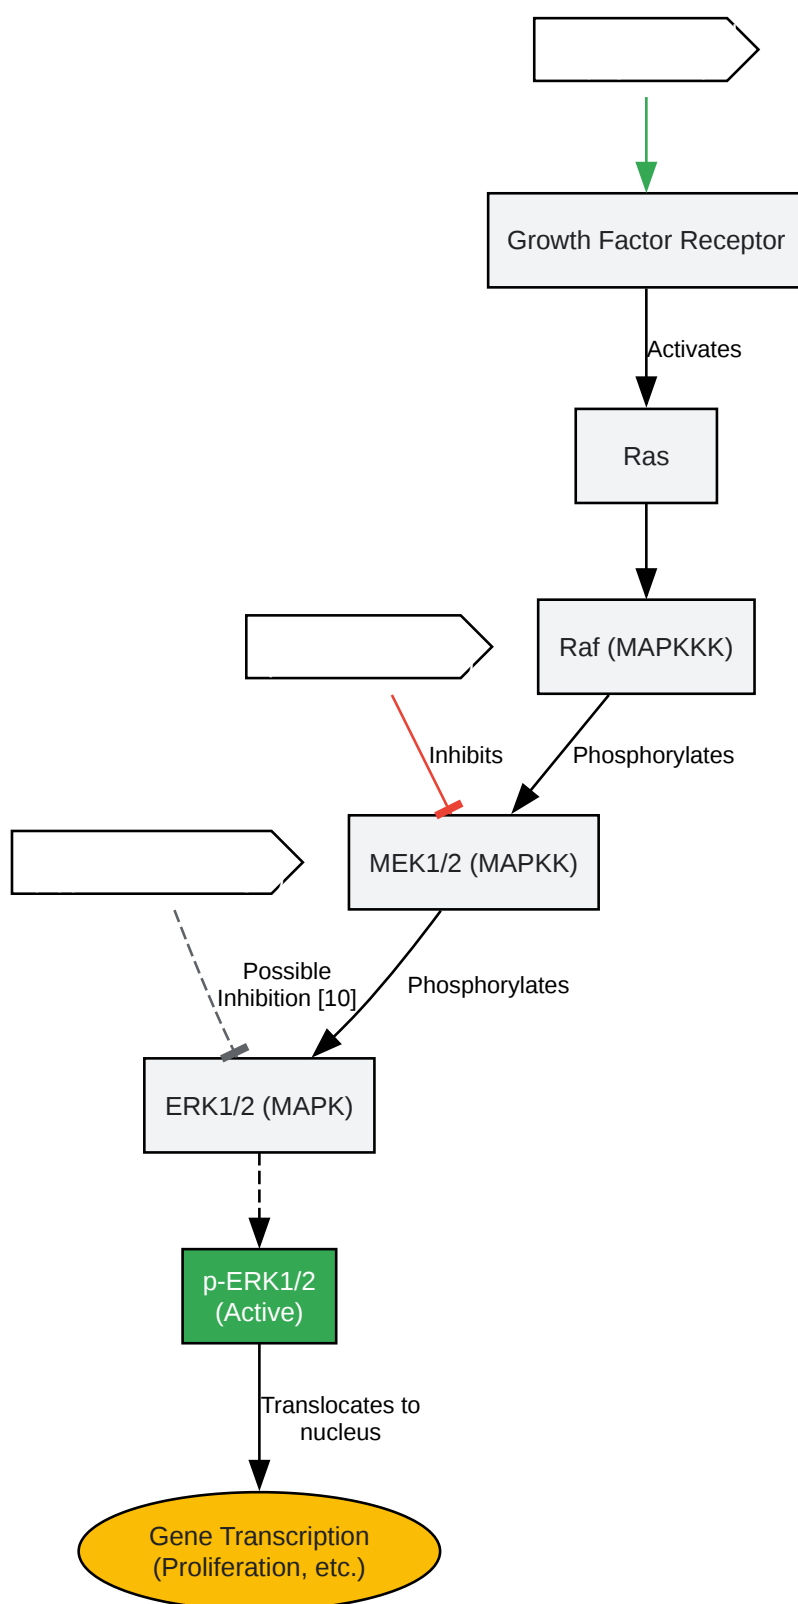 Growth Factor Receptor
Activates
Ras
Raf (MAPKKK)
Inhibits
Phosphorylates
MEK1/2 (MAPKK)
Possible
Inhibition [10]
Phosphorylates
ERK1/2 (MAPK)
p-ERK1/2
(Active)
Translocates to
nucleus
Gene Transcription
(Proliferation, etc.)